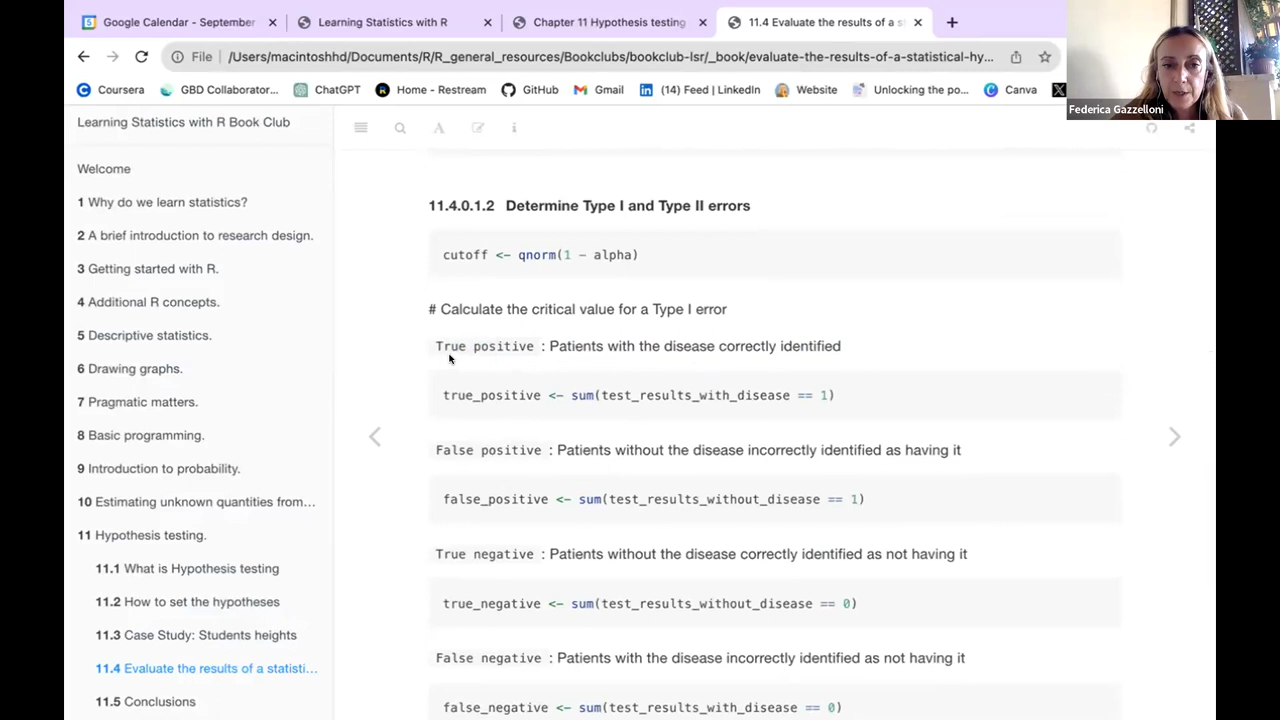 Google Calendar - September
Learning Statistics with R
Chapter 11 Hypothesis testing
11.4 Evaluate the results of a s
File
/Users/macintoshhd/Documents/R/R_general_resources/Bookclubs/bookclub-lsr/_book/evaluate-the-results-of-a-statistical-hy...
Coursera
GBD Collaborator...
ChatGPT
Home - Restream
GitHub
Gmail
(14) Feed | LinkedIn
Website
Unlocking the po...
Canva
Federica Gazzelloni
Learning Statistics with R Book Club
Welcome
1 Why do we learn statistics?
2 A brief introduction to research design.
3 Getting started with R.
4 Additional R concepts.
5 Descriptive statistics.
6 Drawing graphs.
7 Pragmatic matters.
8 Basic programming.
9 Introduction to probability.
10 Estimating unknown quantities from...
11 Hypothesis testing.
11.1 What is Hypothesis testing
11.2 How to set the hypotheses
11.3 Case Study: Students heights
11.4 Evaluate the results of a statisti...
11.5 Conclusions
11.4.0.1.2 Determine Type I and Type II errors
cutoff <- qnorm(1 - alpha)
# Calculate the critical value for a Type I error
True positive : Patients with the disease correctly identified
true_positive <- sum(test_results_with_disease == 1)
False positive : Patients without the disease incorrectly identified as having it
false_positive <- sum(test_results_without_disease == 1)
True negative : Patients without the disease correctly identified as not having it
true_negative <- sum(test_results_without_disease == 0)
False negative : Patients with the disease incorrectly identified as not having it
false_negative <- sum(test_results_with_disease == 0)